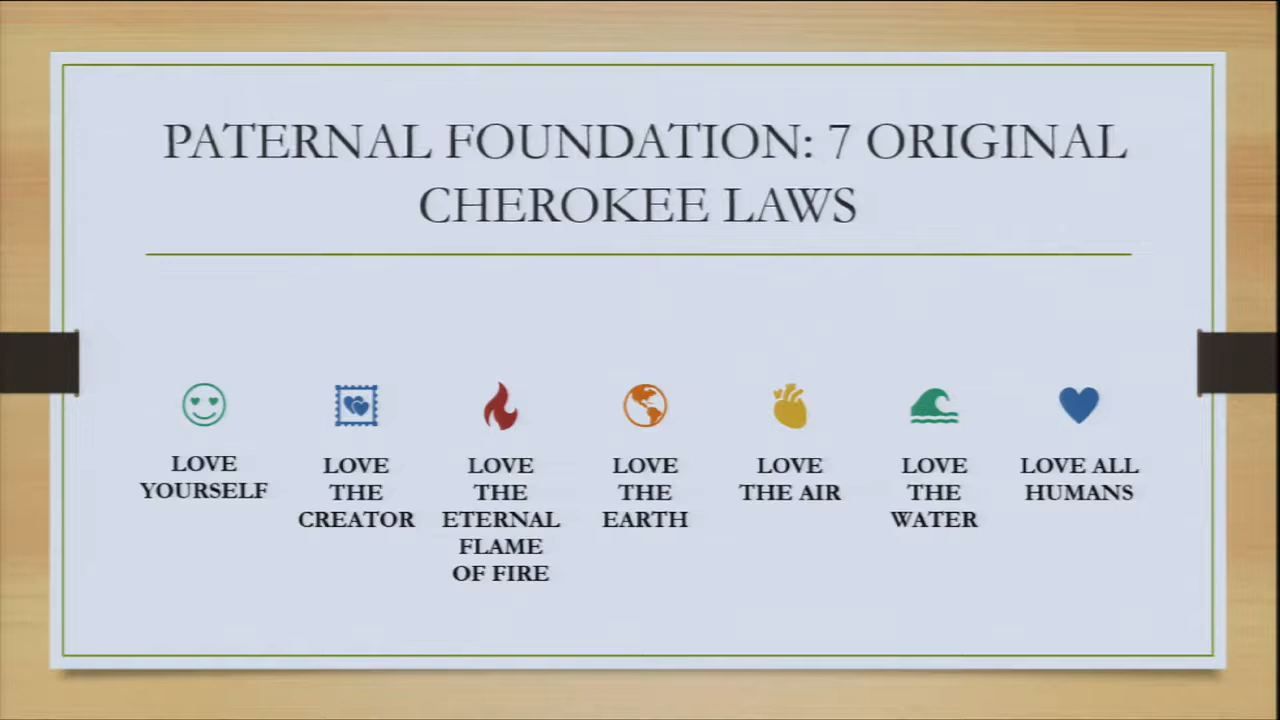 PATERNAL FOUNDATION: 7 ORIGINAL
CHEROKEE LAWS
LOVE
YOURSELF
LOVE
THE
CREATOR
LOVE
THE
ETERNAL
FLAME
OF FIRE
LOVE
THE
EARTH
LOVE
THE AIR
LOVE
THE
WATER
LOVE ALL
HUMANS